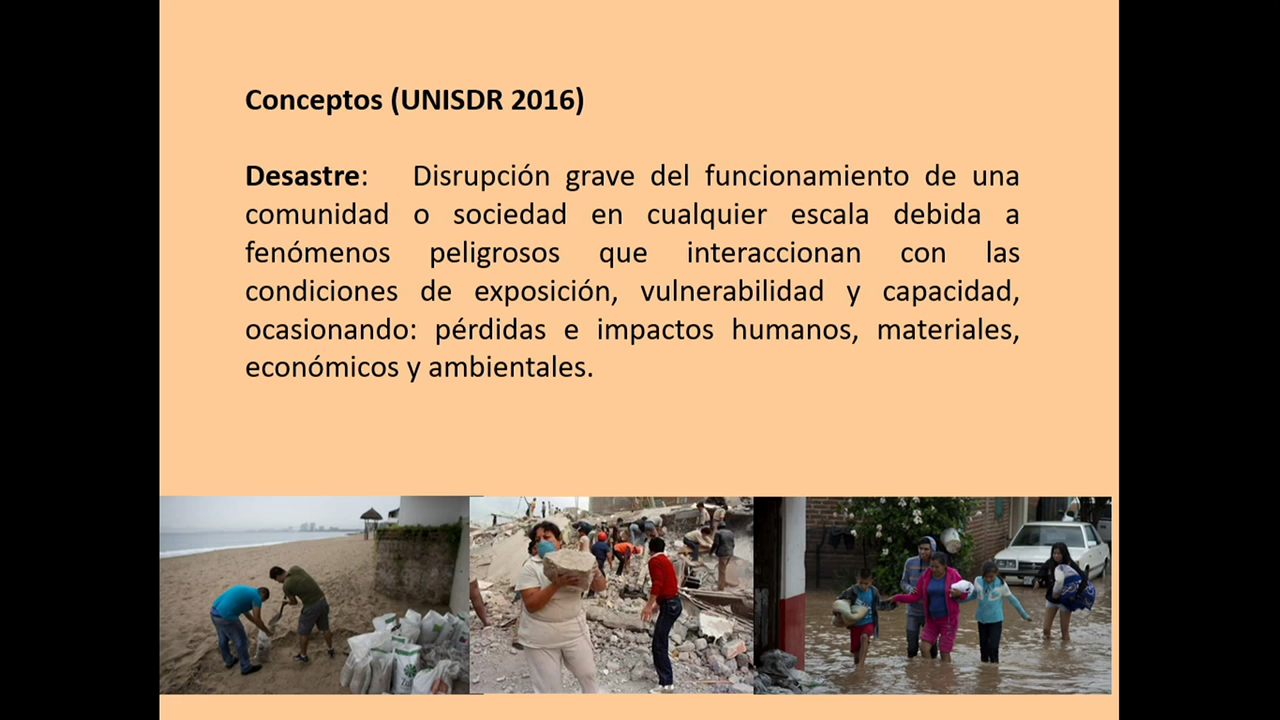 Conceptos (UNISDR 2016)
Desastre: Disrupción grave del funcionamiento de una
comunidad o sociedad en cualquier escala debida a
fenómenos peligrosos que interaccionan con las
condiciones de exposición, vulnerabilidad y capacidad,
ocasionando: pérdidas e impactos humanos, materiales,
económicos y ambientales.